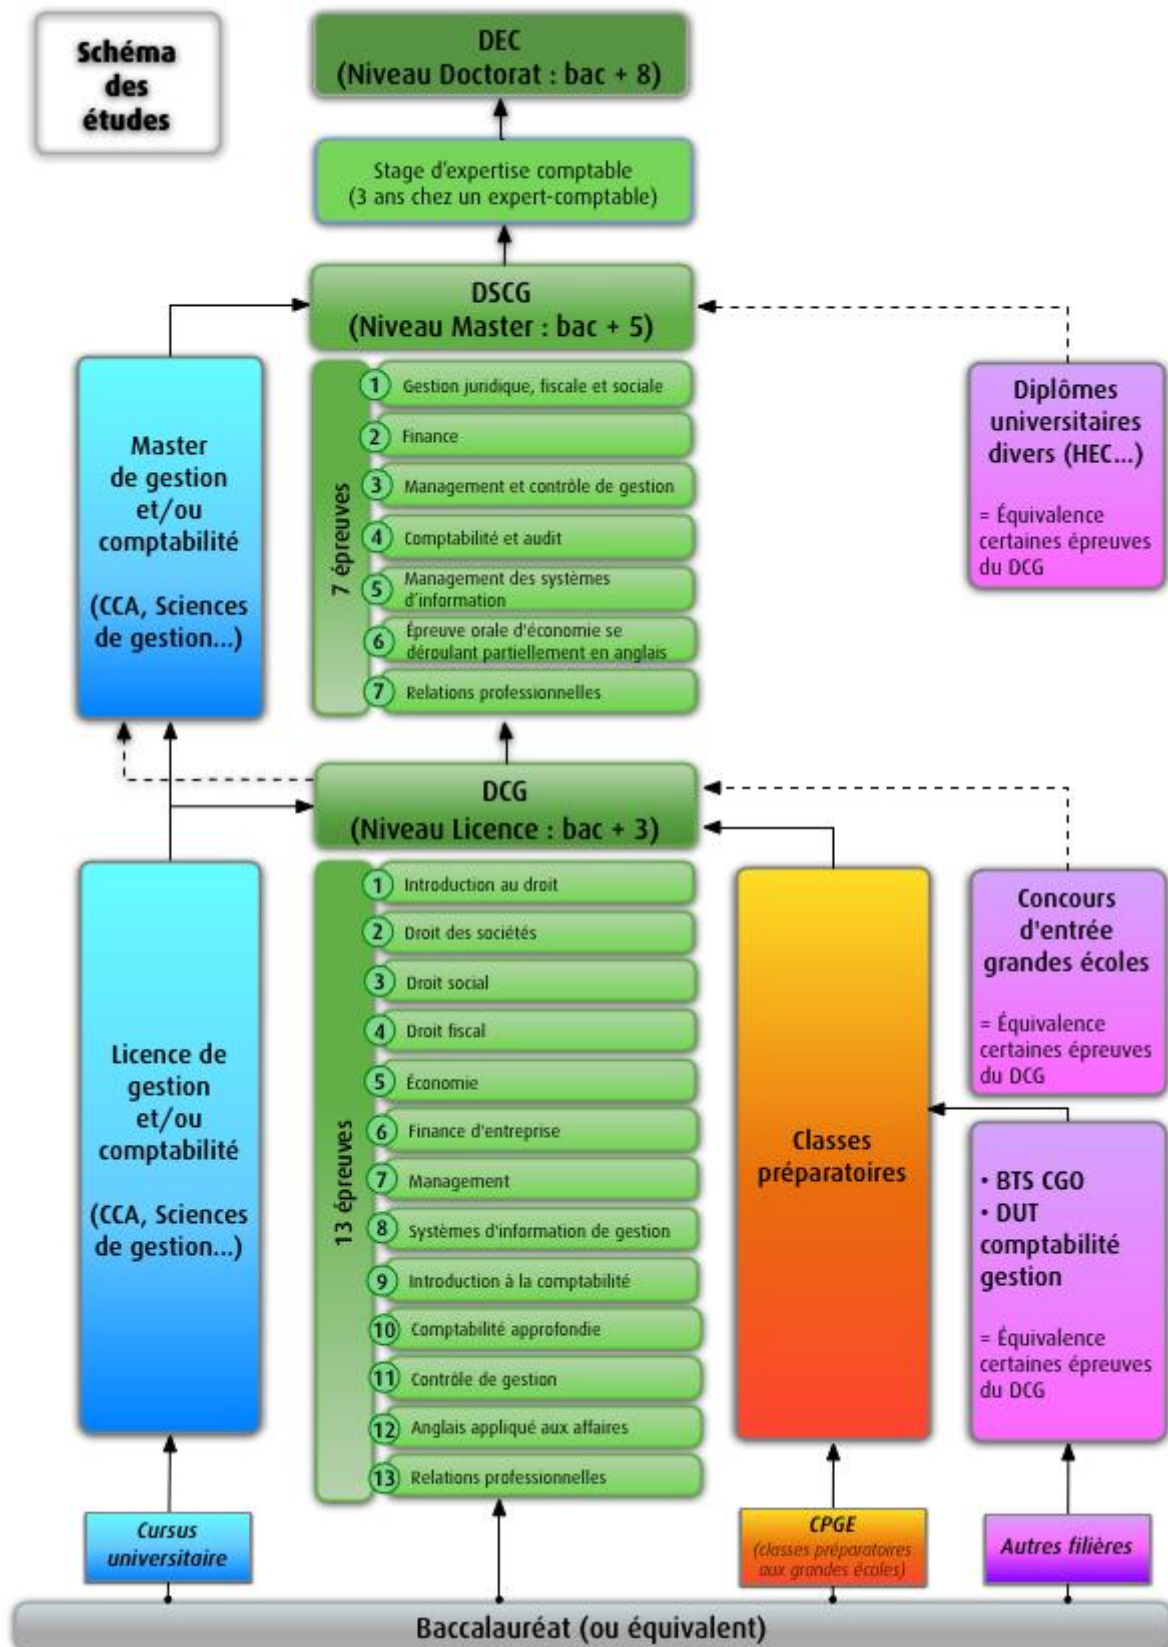 Schéma
des
études
DEC
(Niveau Doctorat : bac + 8)
Stage d'expertise comptable
(3 ans chez un expert-comptable)
DSCG
(Niveau Master : bac + 5)
7 épreuves
1 Gestion juridique, fiscale et sociale
2 Finance
3 Management et contrôle de gestion
4 Comptabilité et audit
5 Management des systèmes
d'information
6 Épreuve orale d'économie se
déroulant partiellement en anglais
7 Relations professionnelles
Master
de gestion
et/ou
comptabilité
(CCA, Sciences
de gestion...)
Diplômes
universitaires
divers (HEC...)
= Équivalence
certaines épreuves
du DCG
DCG
(Niveau Licence : bac + 3)
13 épreuves
1 Introduction au droit
2 Droit des sociétés
3 Droit social
4 Droit fiscal
5 Économie
6 Finance d'entreprise
7 Management
8 Systèmes d'information de gestion
9 Introduction à la comptabilité
10 Comptabilité approfondie
11 Contrôle de gestion
12 Anglais appliqué aux affaires
13 Relations professionnelles
Licence de
gestion
et/ou
comptabilité
(CCA, Sciences
de gestion...)
Classes
préparatoires
Concours
d'entrée
grandes écoles
= Équivalence
certaines épreuves
du DCG
• BTS CGO
• DUT
comptabilité
gestion
= Équivalence
certaines épreuves
du DCG
Cursus
universitaire
CPGE
(classes préparatoires
aux grandes écoles)
Autres filières
Baccalauréat (ou équivalent)